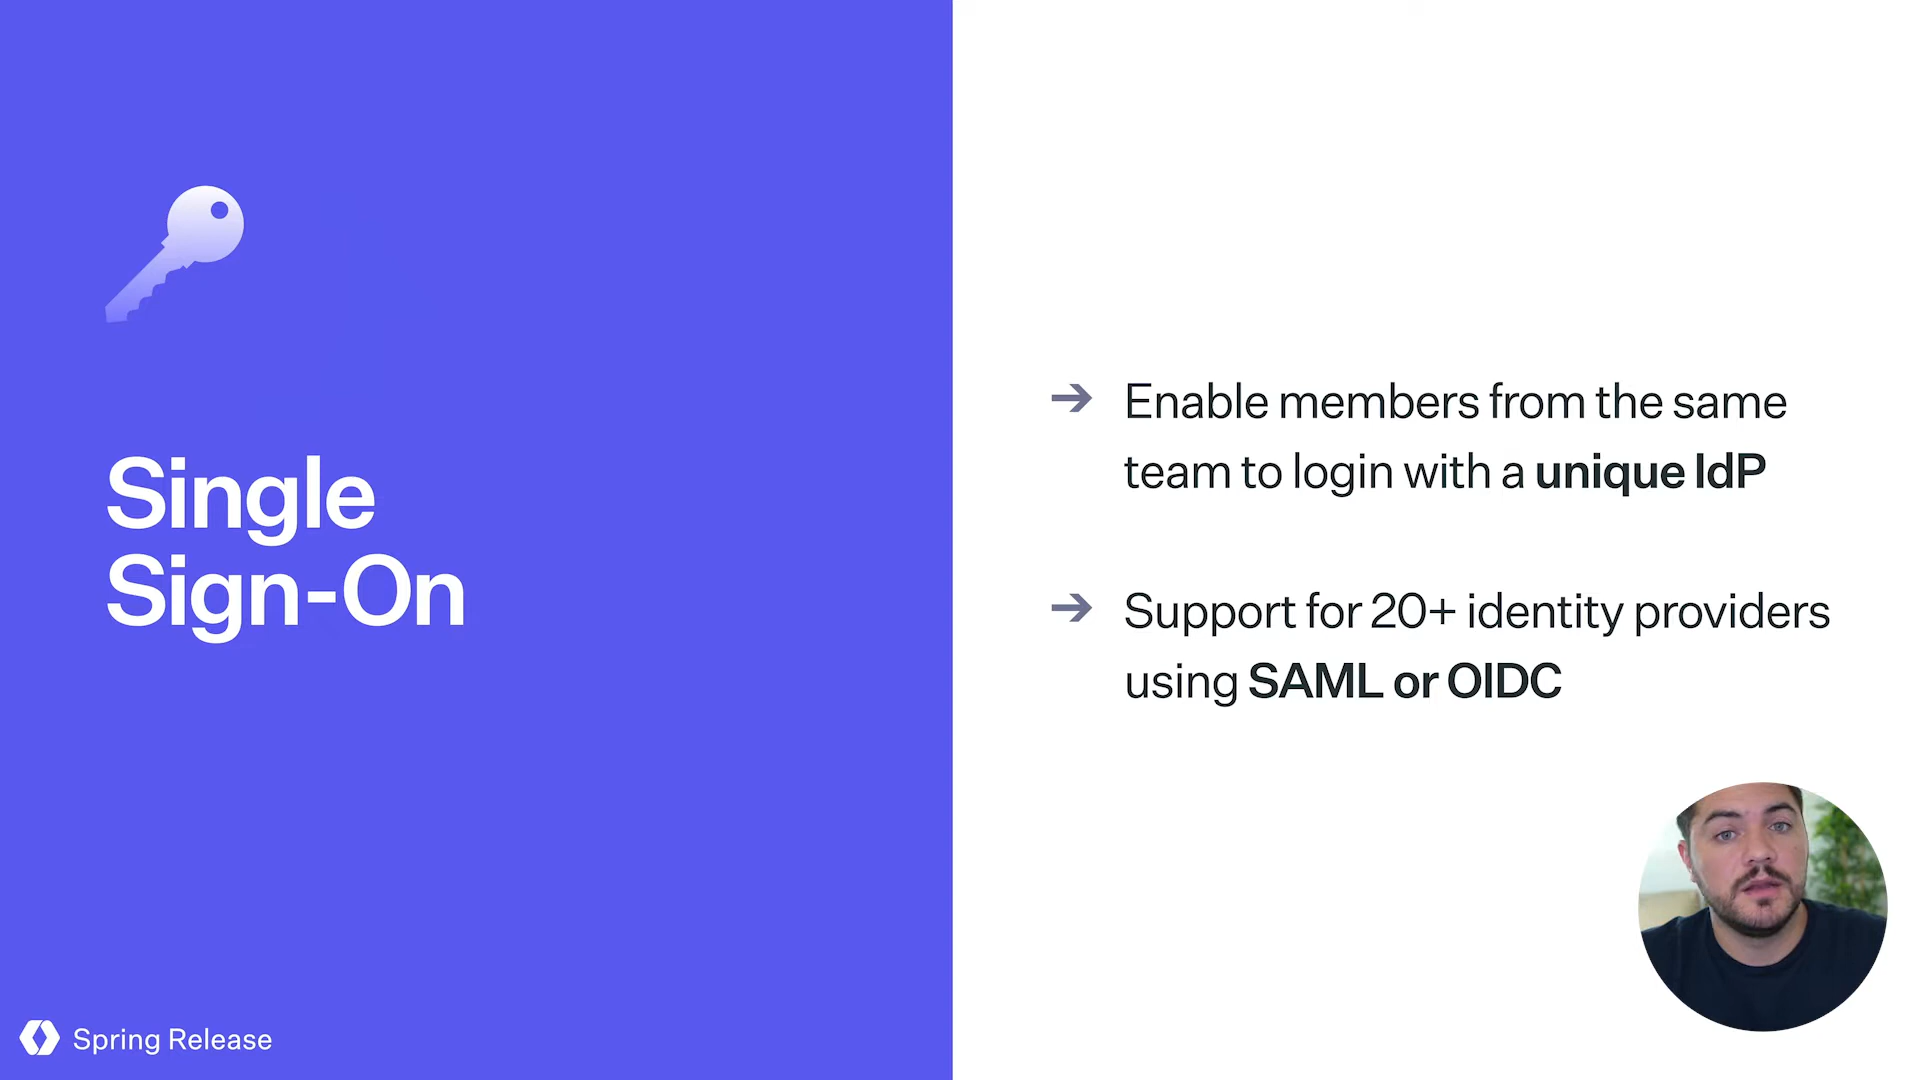 Single
Sign-On
Enable members from the same
team to login with a unique IdP
Support for 20+ identity providers
using SAML or OIDC
Spring Release